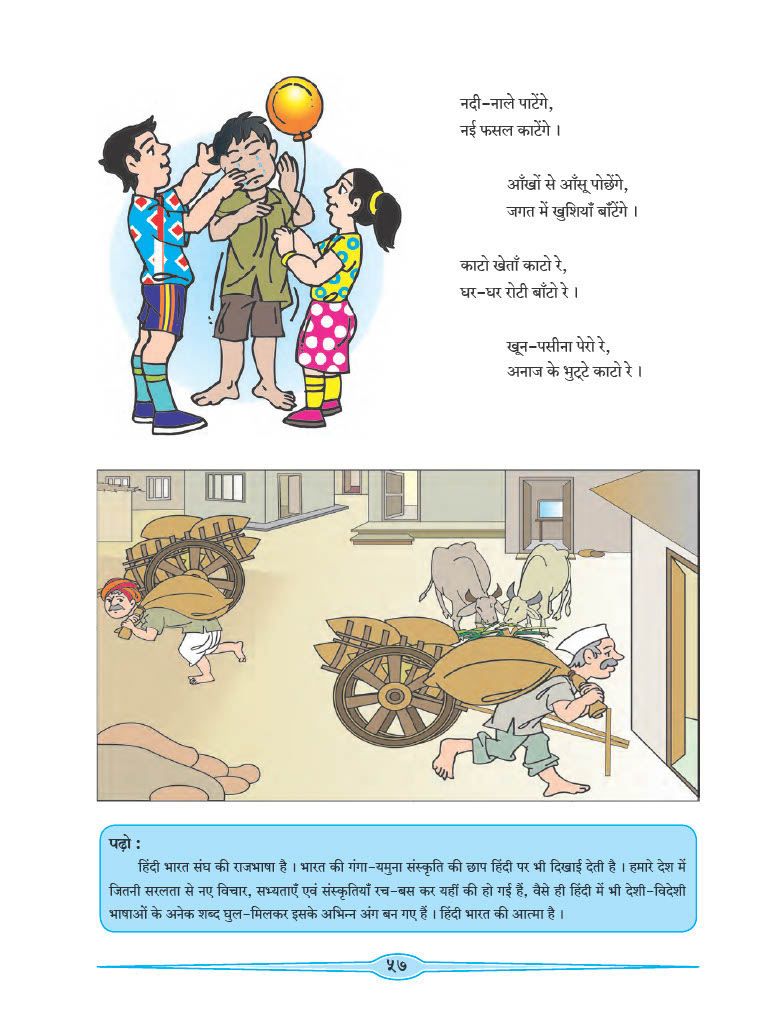 नदी-नाले पाटेंगे,
नई फसल काटेंगे ।
आँखों से आँसू पोछेंगे,
जगत में खुशियाँ बाँटेंगे ।
काटो खेताँ काटो रे,
घर-घर रोटी बाँटो रे ।
खून-पसीना पेरो रे,
अनाज के भुट्टे काटो रे ।
पढ़ो :
हिंदी भारत संघ की राजभाषा है । भारत की गंगा-यमुना संस्कृति की छाप हिंदी पर भी दिखाई देती है । हमारे देश में
जितनी सरलता से नए विचार, सभ्यताएँ एवं संस्कृतियाँ रच-बस कर यहीं की हो गई हैं, वैसे ही हिंदी में भी देशी-विदेशी
भाषाओं के अनेक शब्द घुल-मिलकर इसके अभिन्न अंग बन गए हैं । हिंदी भारत की आत्मा है ।
५७